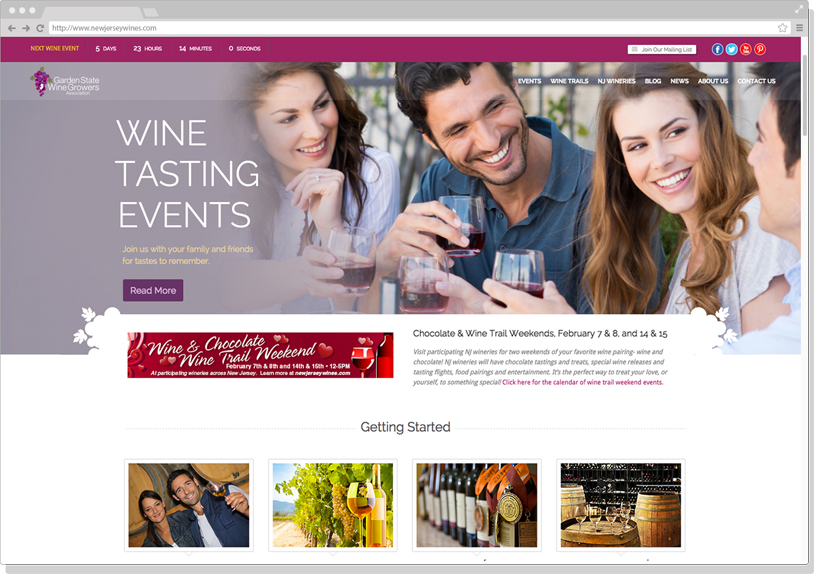 http://www.newjerseywines.com
NEXT WINE EVENT 5 DAYS 23 HOURS 14 MINUTES 0 SECONDS
Join Our Mailing List
Garden State
Wine Growers
Association
EVENTS WINE TRAILS NJ WINERIES BLOG NEWS ABOUT US CONTACT US
WINE
TASTING
EVENTS
Join us with your family and friends
for tastes to remember.
Read More
Wine & Chocolate
Wine Trail Weekend
February 7th & 8th and 14th & 15th • 12-5PM
At participating wineries across New Jersey. Learn more at newjerseywines.com
Chocolate & Wine Trail Weekends, February 7 & 8, and 14 & 15
Visit participating NJ wineries for two weekends of your favorite wine pairing- wine and
chocolate! NJ wineries will have chocolate tastings and treats, special wine releases and
tasting flights, food pairings and entertainment. It's the perfect way to treat your love, or
yourself, to something special! Click here for the calendar of wine trail weekend events.
Getting Started